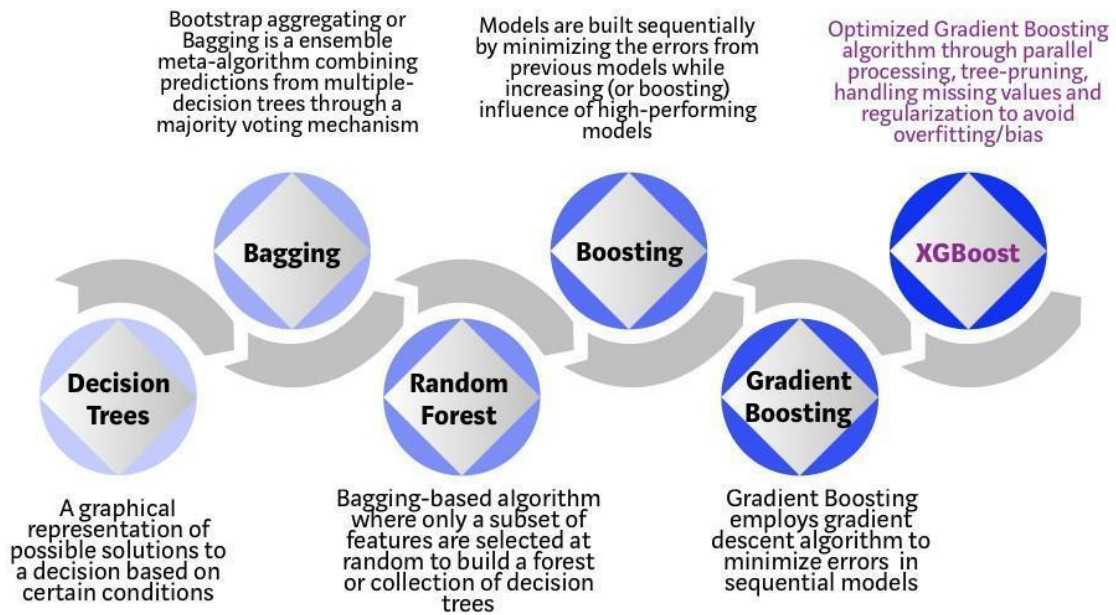 Bootstrap aggregating or
Bagging is a ensemble
meta-algorithm combining
predictions from multiple-
decision trees through a
majority voting mechanism
Models are built sequentially
by minimizing the errors from
previous models while
increasing (or boosting)
influence of high-performing
models
Optimized Gradient Boosting
algorithm through parallel
processing, tree-pruning,
handling missing values and
regularization to avoid
overfitting/bias
Bagging
Boosting
XGBoost
Decision
Trees
Random
Forest
Gradient
Boosting
A graphical
representation of
possible solutions to
a decision based on
certain conditions
Bagging-based algorithm
where only a subset of
features are selected at
random to build a forest
or collection of decision
trees
Gradient Boosting
employs gradient
descent algorithm to
minimize errors in
sequential models